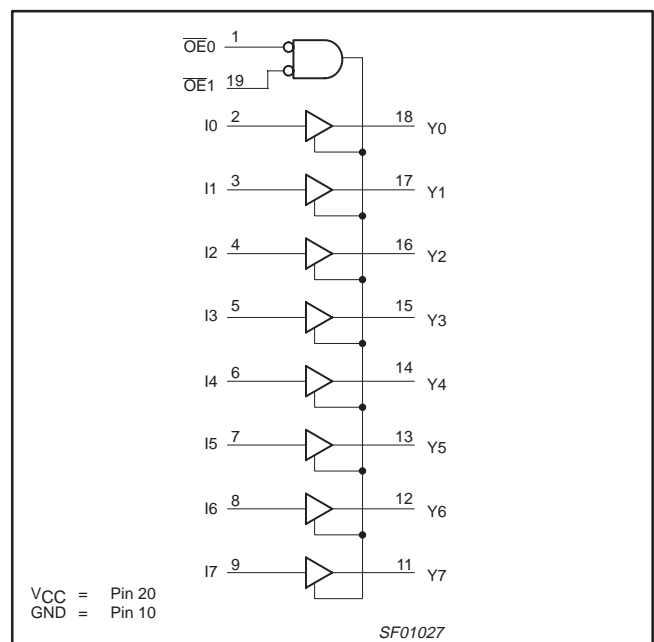 OE0 1
OE1 19
I0 2 18 Y0
I1 3 17 Y1
I2 4 16 Y2
I3 5 15 Y3
I4 6 14 Y4
I5 7 13 Y5
I6 8 12 Y6
I7 9 11 Y7
VCC = Pin 20
GND = Pin 10
SF01027